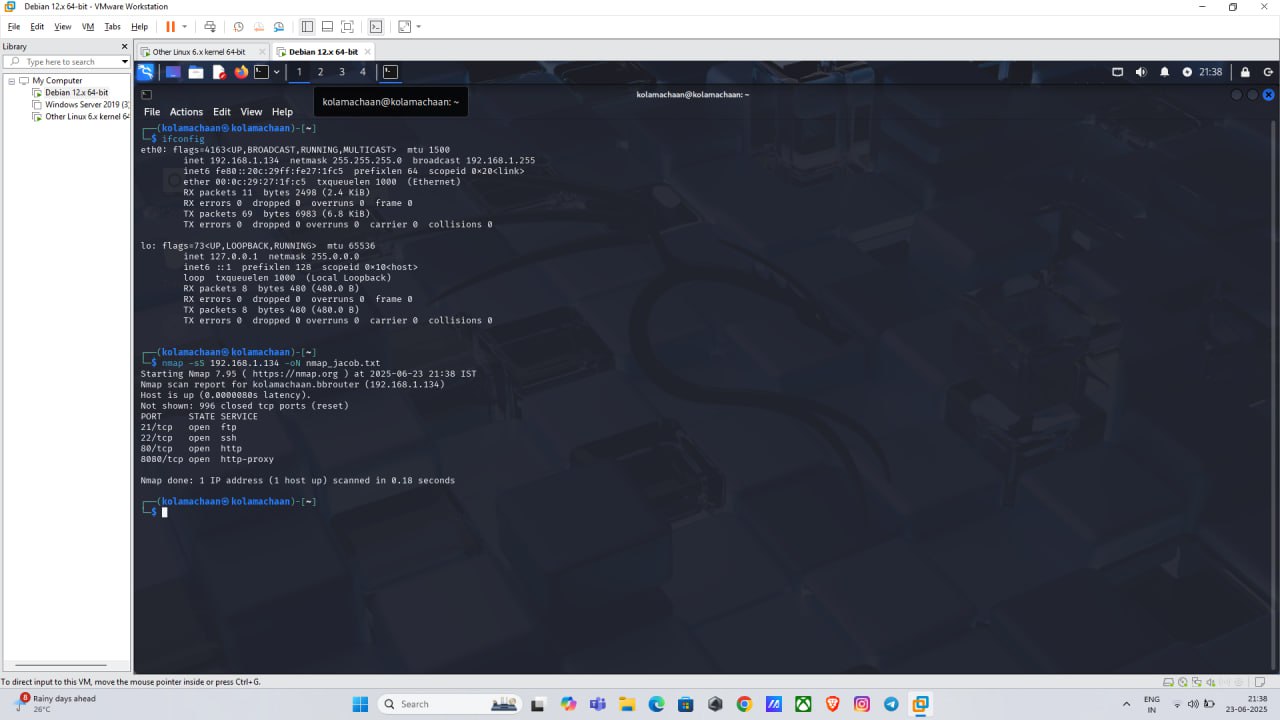 Debian 12.x 64-bit - VMware Workstation
File Edit View VM Tabs Help
Library
Type here to search
My Computer
Debian 12.x 64-bit
Windows Server 2019 (3)
Other Linux 6.x kernel 64
Other Linux 6.x kernel 64-bit
Debian 12.x 64-bit
1 2 3 4
21:38
kolamachaan@kolamachaan: ~
kolamachaan@kolamachaan: ~
File Actions Edit View Help
┌──(kolamachaan㉿kolamachaan)-[~]
└─$ ifconfig
eth0: flags=4163<UP,BROADCAST,RUNNING,MULTICAST>  mtu 1500
        inet 192.168.1.134  netmask 255.255.255.0  broadcast 192.168.1.255
        inet6 fe80::20c:29ff:fe27:1fc5  prefixlen 64  scopeid 0×20<link>
        ether 00:0c:29:27:1f:c5  txqueuelen 1000  (Ethernet)
        RX packets 11  bytes 2498 (2.4 KiB)
        RX errors 0  dropped 0  overruns 0  frame 0
        TX packets 69  bytes 6983 (6.8 KiB)
        TX errors 0  dropped 0 overruns 0  carrier 0  collisions 0
lo: flags=73<UP,LOOPBACK,RUNNING>  mtu 65536
        inet 127.0.0.1  netmask 255.0.0.0
        inet6 ::1  prefixlen 128  scopeid 0×10<host>
        loop  txqueuelen 1000  (Local Loopback)
        RX packets 8  bytes 480 (480.0 B)
        RX errors 0  dropped 0  overruns 0  frame 0
        TX packets 8  bytes 480 (480.0 B)
        TX errors 0  dropped 0 overruns 0  carrier 0  collisions 0
┌──(kolamachaan㉿kolamachaan)-[~]
└─$ nmap -sS 192.168.1.134 -oN nmap_jacob.txt
Starting Nmap 7.95 ( https://nmap.org ) at 2025-06-23 21:38 IST
Nmap scan report for kolamachaan.bbrouter (192.168.1.134)
Host is up (0.0000080s latency).
Not shown: 996 closed tcp ports (reset)
PORT     STATE SERVICE
21/tcp   open  ftp
22/tcp   open  ssh
80/tcp   open  http
8080/tcp open  http-proxy
Nmap done: 1 IP address (1 host up) scanned in 0.18 seconds
┌──(kolamachaan㉿kolamachaan)-[~]
└─$
To direct input to this VM, move the mouse pointer inside or press Ctrl+G.
8
Rainy days ahead
26°C
Search
ENG
IN
21:38
23-06-2025